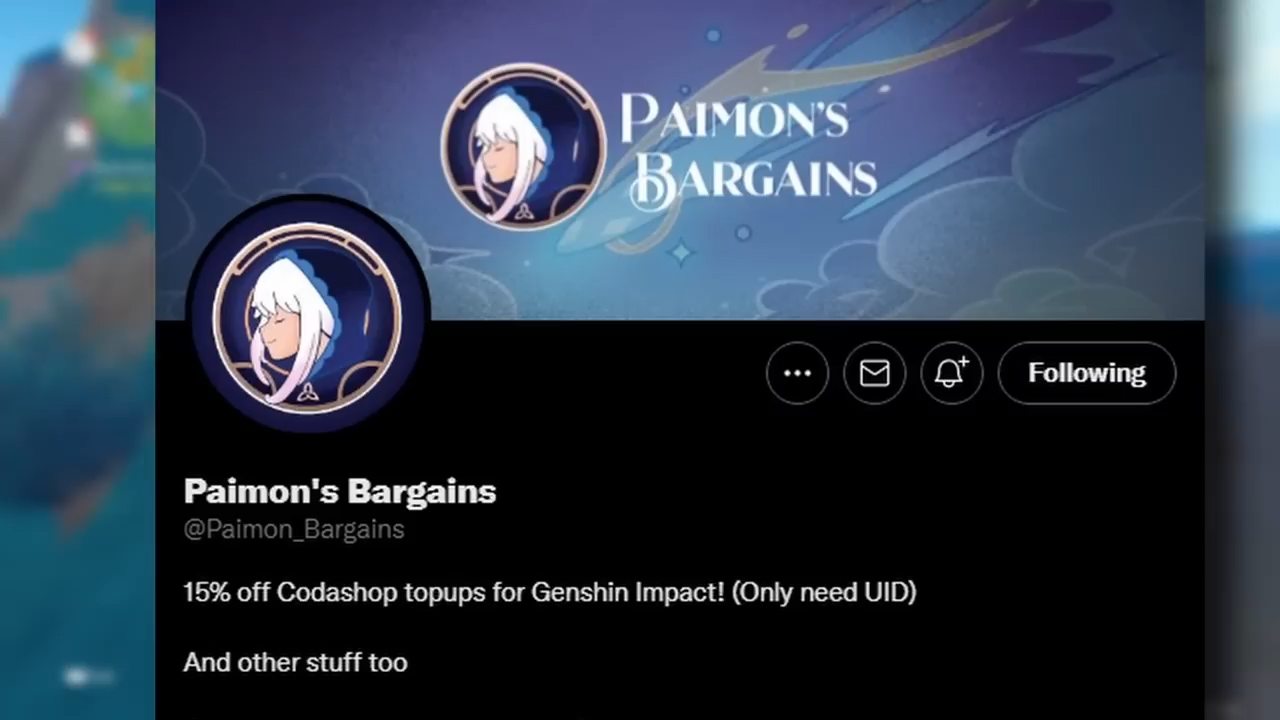 PAIMON'S
BARGAINS
Following
Paimon's Bargains
@Paimon_Bargains
15% off Codashop topups for Genshin Impact! (Only need UID)
And other stuff too